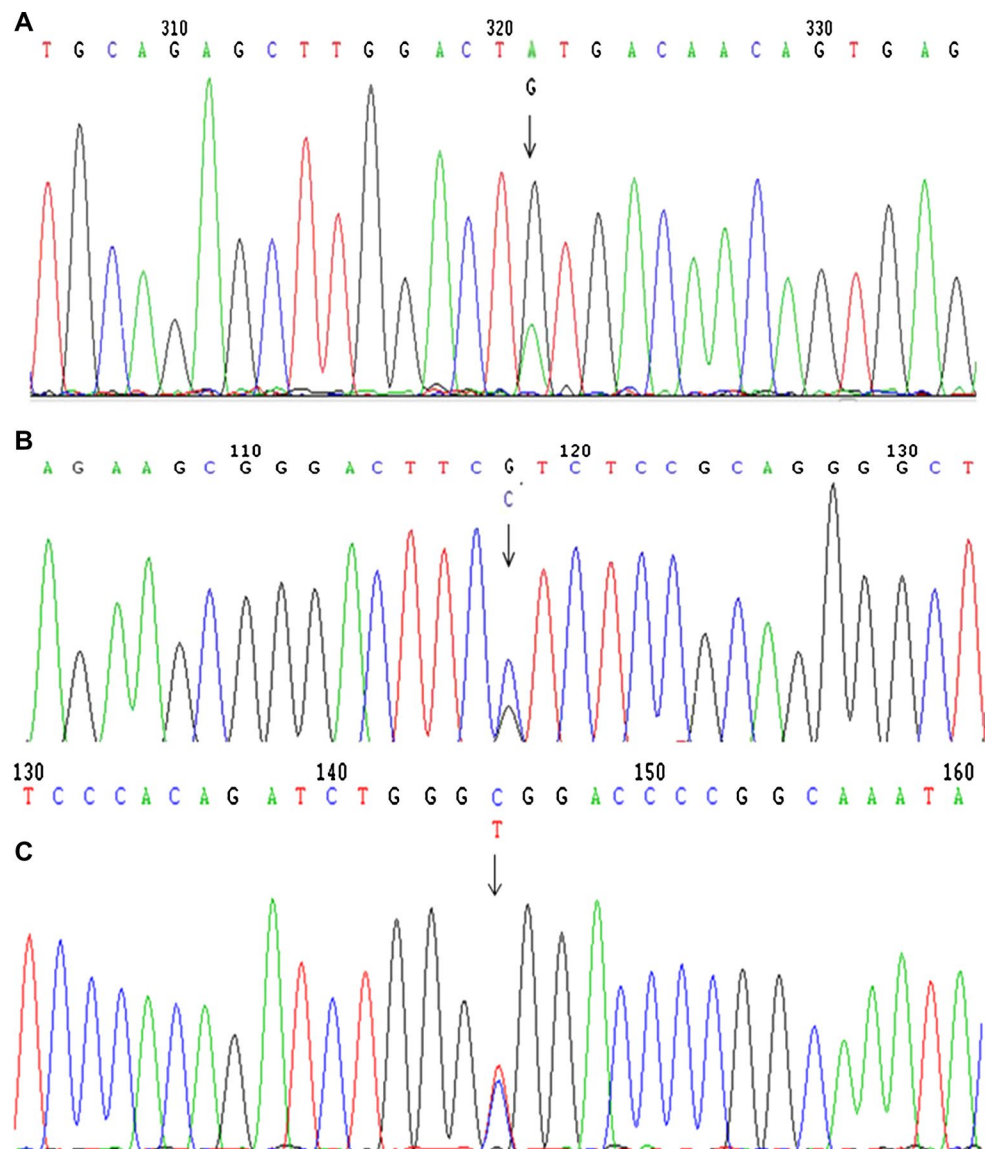 A
310 320 330
T G C A G A G C T T G G A C T A T G A C A A C A G T G A G
G
B
110 120 130
A G A A G C G G G A C T T C G T C T C C G C A G G G G C T
C
130 140 150 160
T C C C A C A G A T C T G G G C G G A C C C C G G C A A A T A
T
C